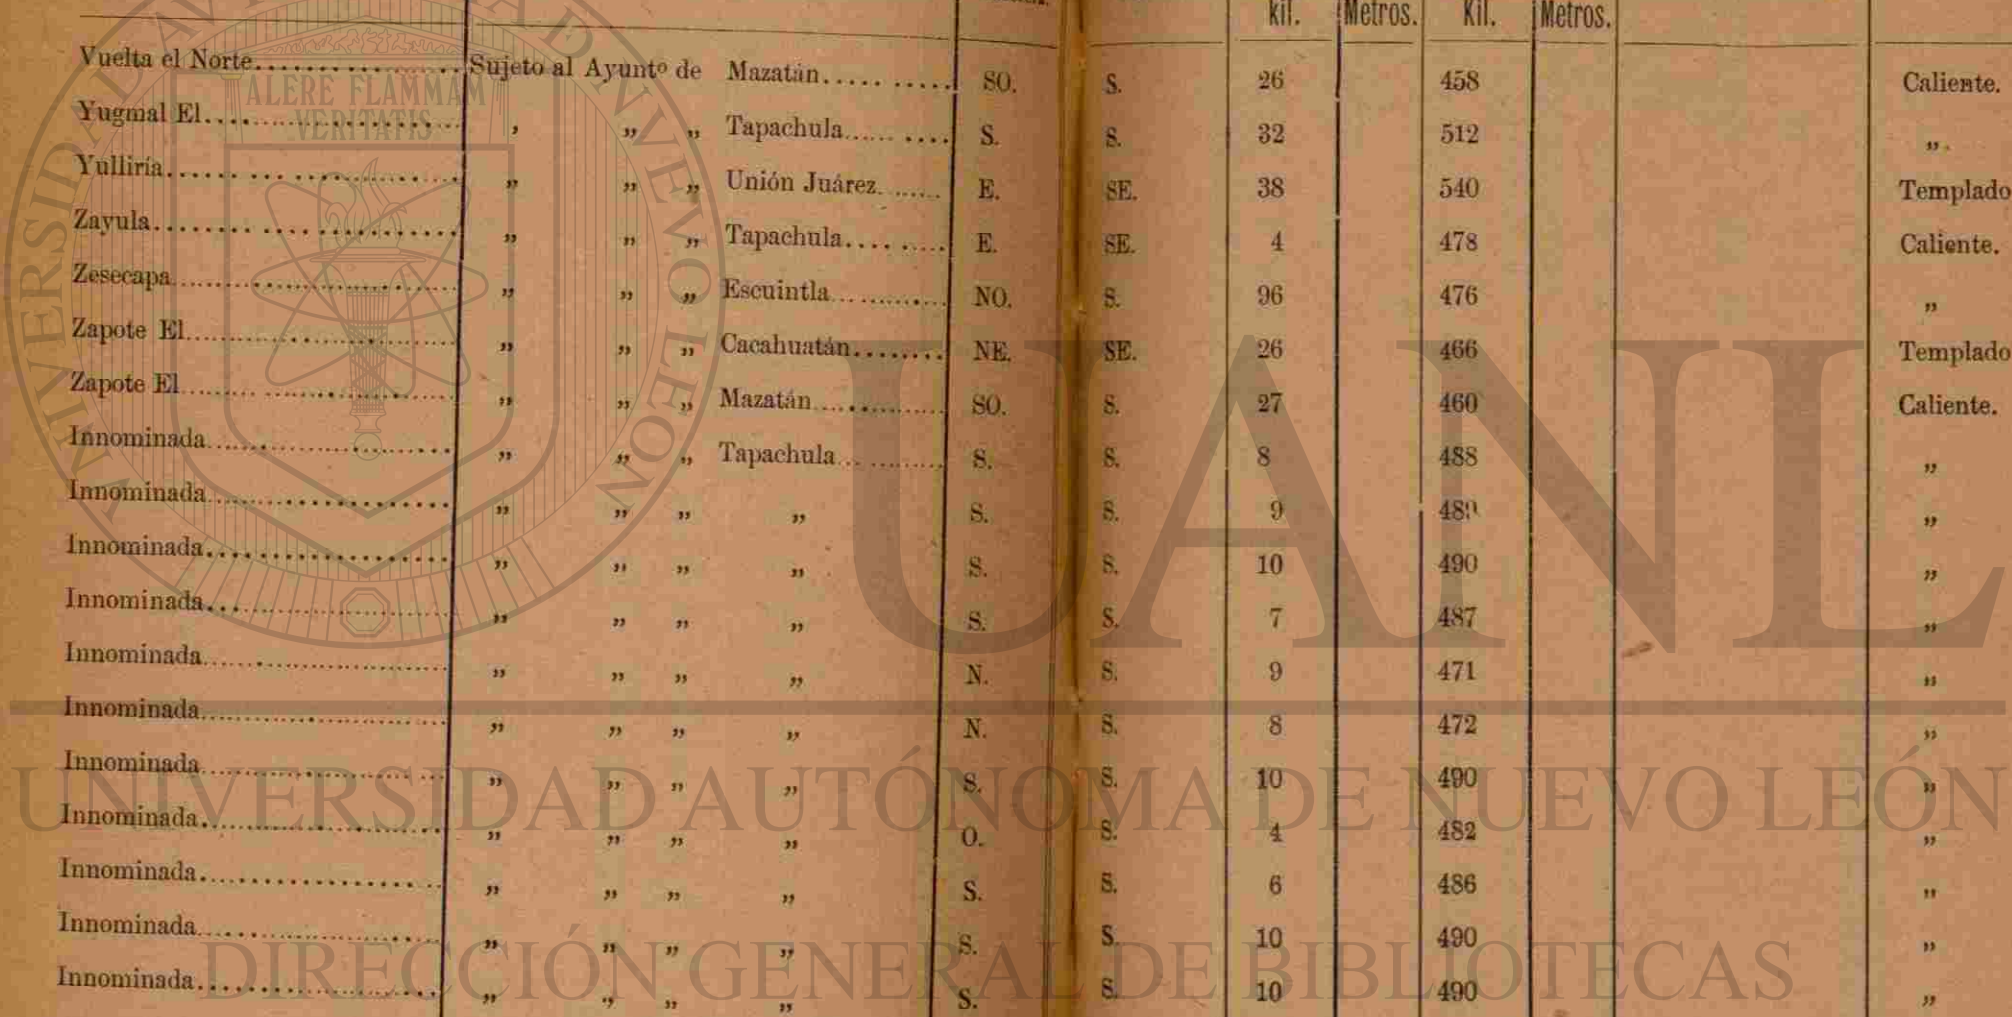 kil. Metros. Kil. Metros.
Vuelta el Norte Sujeto al Ayuntº de Mazatán SO. S. 26 458 Caliente.
Yugmal El , „ „ Tapachula S. S. 32 512 „
Yulliría „ „ „ Unión Juárez E. SE. 38 540 Templado
Zayula „ „ „ Tapachula E. SE. 4 478 Caliente.
Zesecapa „ „ „ Escuintla NO. S. 96 476 „
Zapote El „ „ „ Cacahuatán NE. SE. 26 466 Templado
Zapote El „ „ „ Mazatán SO. S. 27 460 Caliente.
Innominada „ „ „ Tapachula S. S. 8 488 „
Innominada „ „ „ „ S. S. 9 489 „
Innominada „ „ „ „ S. S. 10 490 „
Innominada „ „ „ „ S. S. 7 487 „
Innominada „ „ „ „ N. S. 9 471 „
Innominada „ „ „ „ N. S. 8 472 „
Innominada „ „ „ „ S. S. 10 490 „
Innominada „ „ „ „ O. S. 4 482 „
Innominada „ „ „ „ S. S. 6 486 „
Innominada „ „ „ „ S. S. 10 490 „
Innominada „ „ „ „ S. S. 10 490 „
ALERE FLAMMAM
VERITATIS
UANL
UNIVERSIDAD AUTÓNOMA DE NUEVO LEÓN
DIRECCIÓN GENERAL DE BIBLIOTECAS